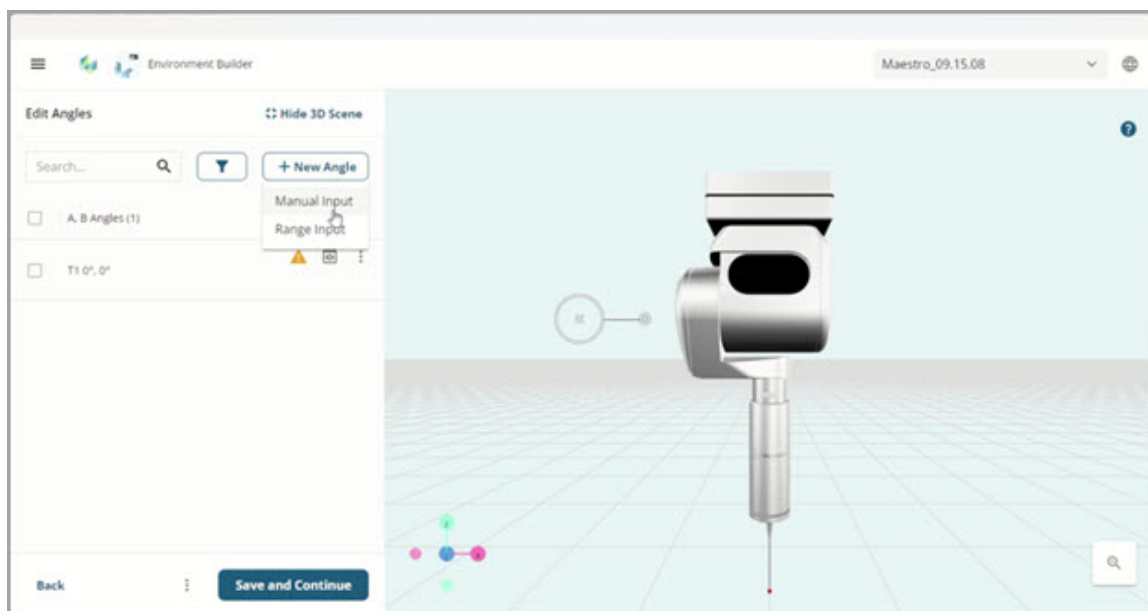 Environment Builder
Maestro_09.15.08
Edit Angles
Hide 3D Scene
Search...
+ New Angle
Manual Input
Range Input
A, B Angles (1)
T1 0°, 0°
Back
Save and Continue
?